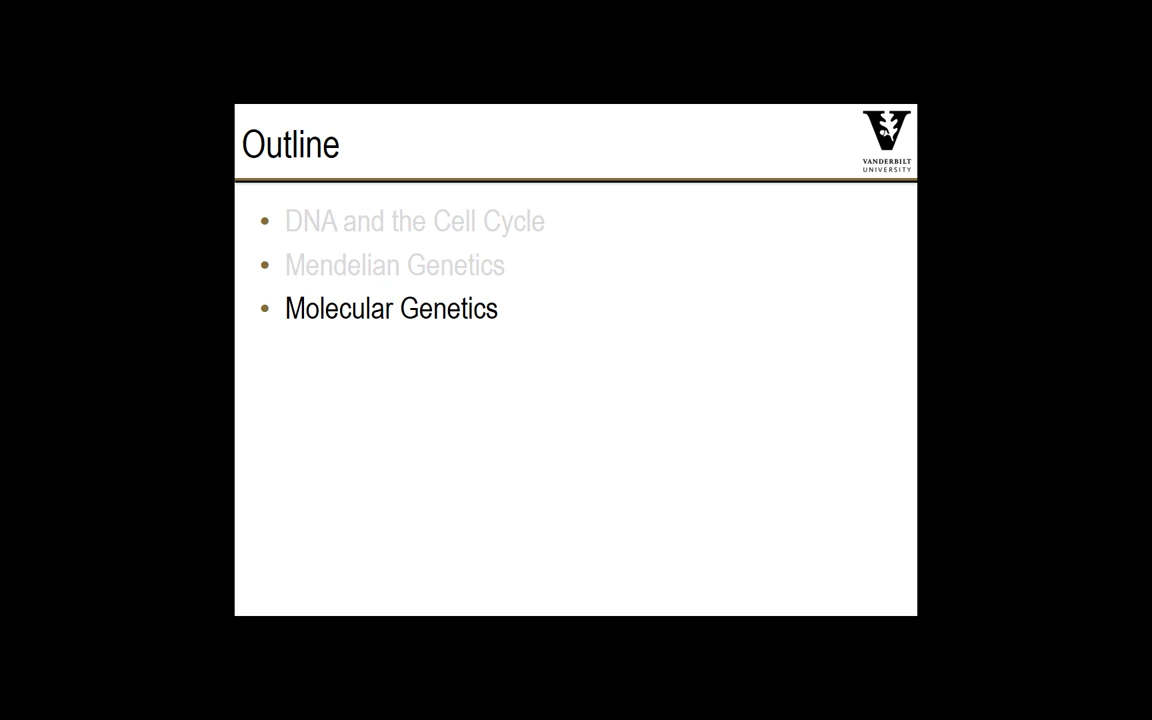 Outline
VANDERBILT
UNIVERSITY
• DNA and the Cell Cycle
• Mendelian Genetics
• Molecular Genetics